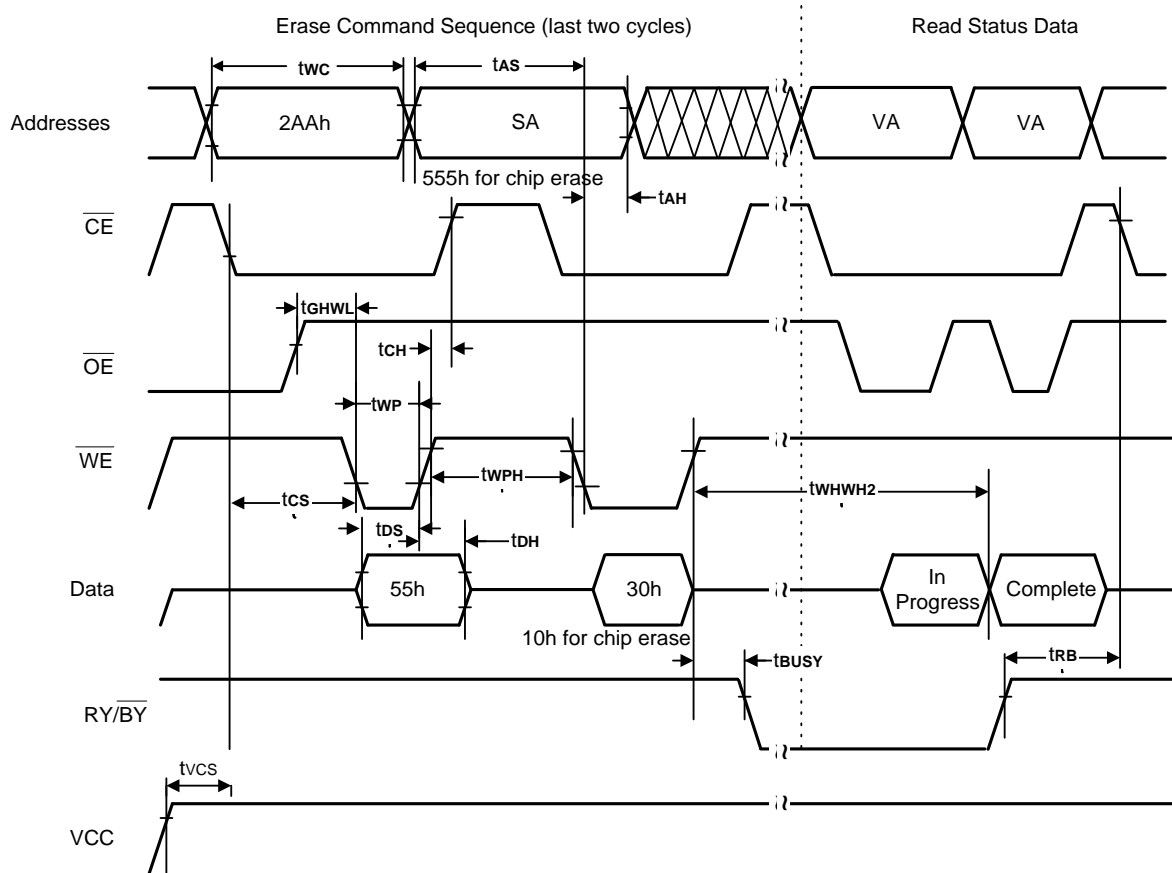 Erase Command Sequence (last two cycles)
Read Status Data
tWC
tAS
Addresses
2AAh
SA
VA
VA
555h for chip erase
tAH
CE
tGHWL
tCH
OE
tWP
WE
tWPH
tWHWH2
tCS
tDS
tDH
Data
55h
30h
In
Progress
Complete
10h for chip erase
tBUSY
tRB
RY/BY
tVCS
VCC